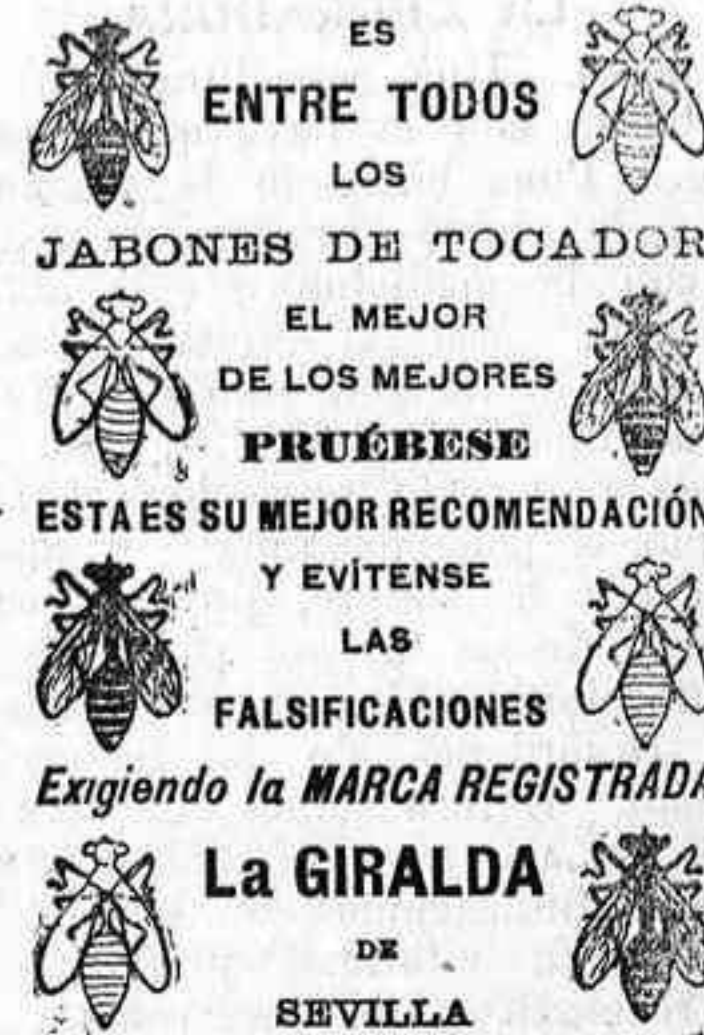 ES
ENTRE TODOS
LOS
JABONES DE TOCADOR
EL MEJOR
DE LOS MEJORES
PRUÉBESE
ESTA ES SU MEJOR RECOMENDACIÓN
Y EVÍTENSE
LAS
FALSIFICACIONES
Exigiendo la MARCA REGISTRADA
La GIRALDA
DE
SEVILLA